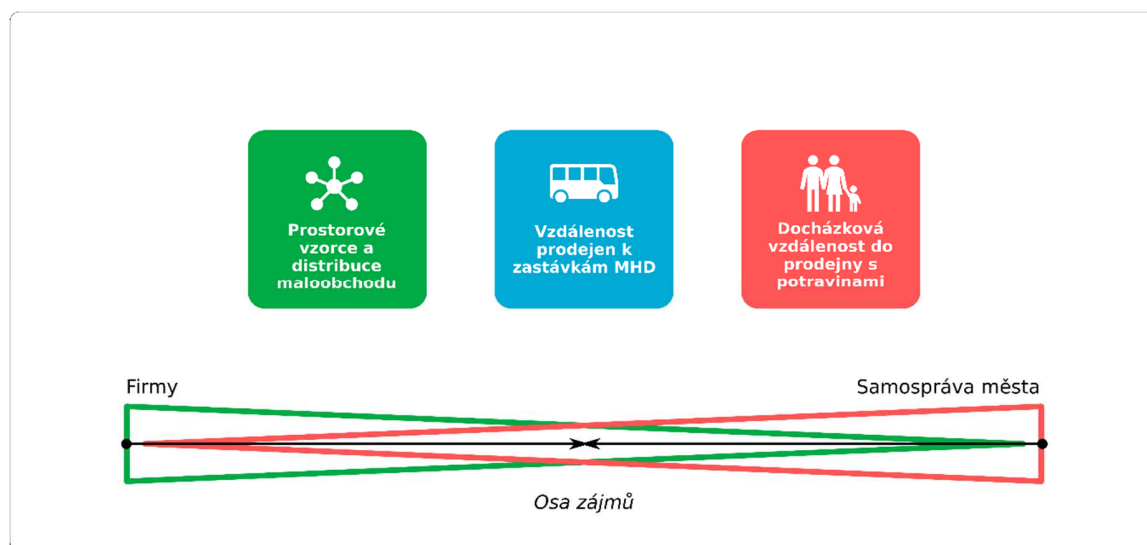 Prostorové
vzorce a
distribuce
maloobchodu
Vzdálenost
prodejen k
zastávkám MHD
Docházková
vzdálenost do
prodejny s
potravinami
Firmy
Samospráva města
Osa zájmů